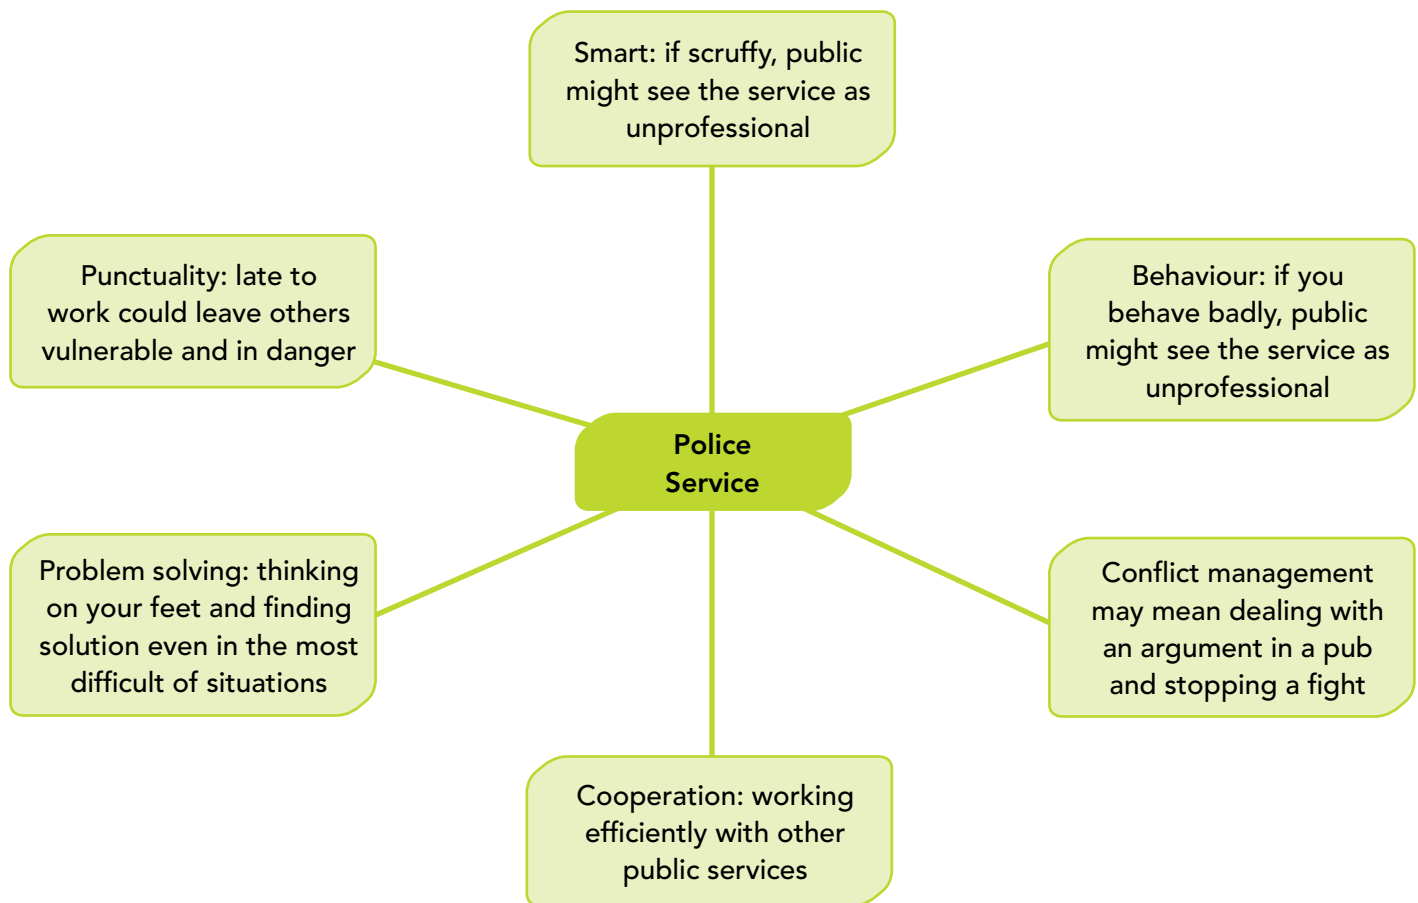 Smart: if scruffy, public
might see the service as
unprofessional
Punctuality: late to
work could leave others
vulnerable and in danger
Behaviour: if you
behave badly, public
might see the service as
unprofessional
Police
Service
Problem solving: thinking
on your feet and finding
solution even in the most
difficult of situations
Conflict management
may mean dealing with
an argument in a pub
and stopping a fight
Cooperation: working
efficiently with other
public services